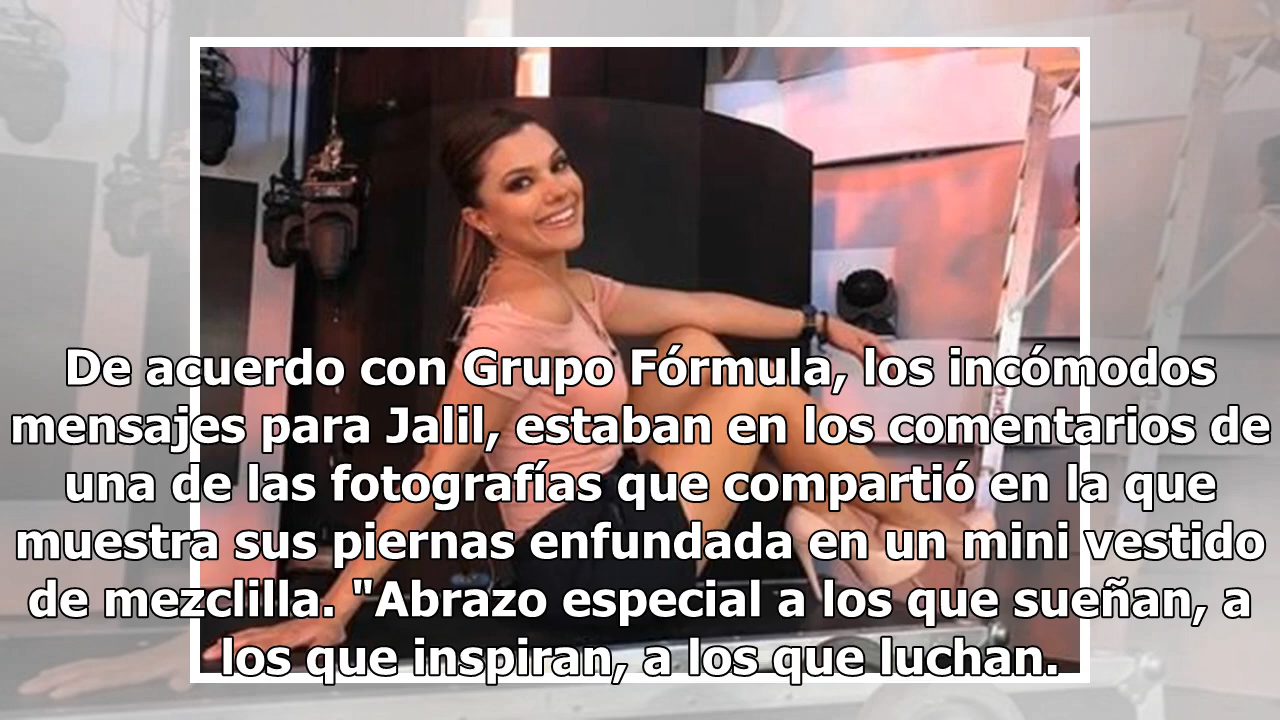 De acuerdo con Grupo Fórmula, los incómodos
mensajes para Jalil, estaban en los comentarios de
una de las fotografías que compartió en la que
muestra sus piernas enfundada en un mini vestido
de mezclilla. "Abrazo especial a los que sueñan, a
los que inspiran, a los que luchan.